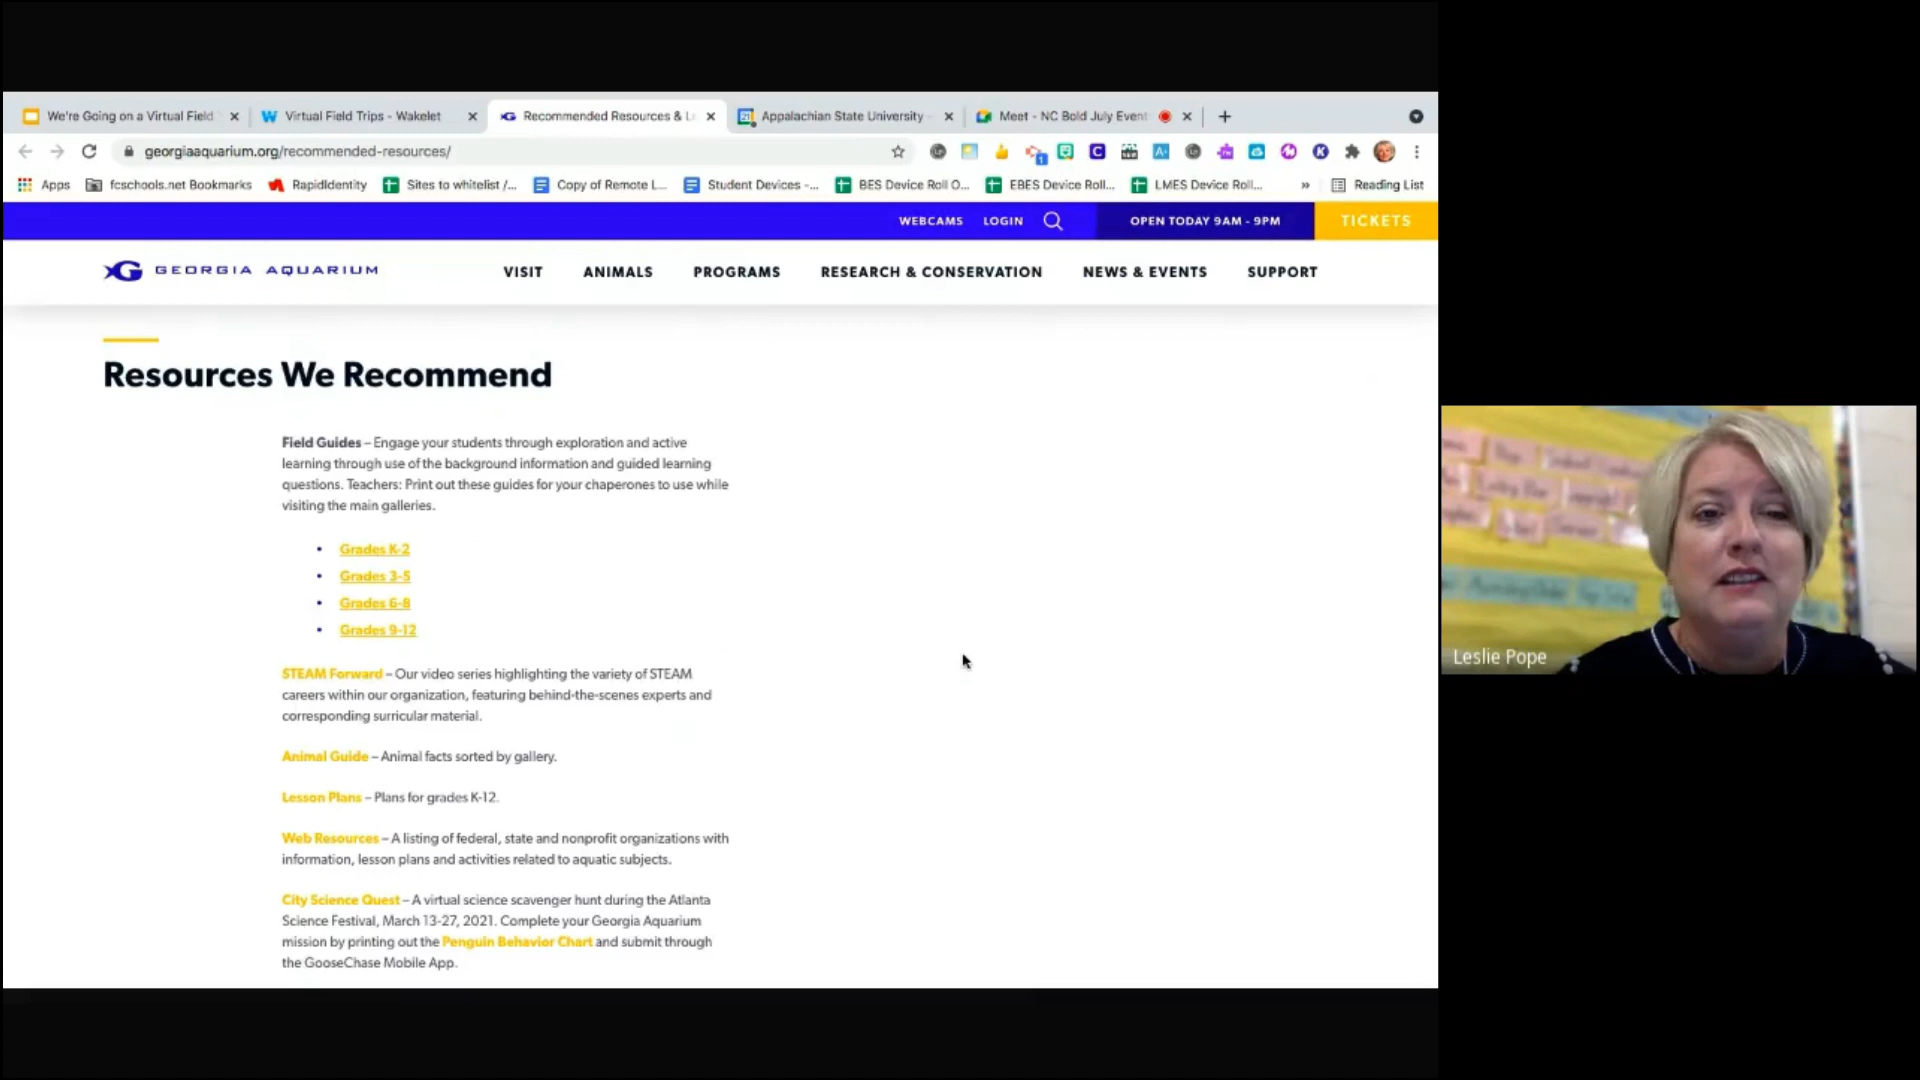 We're Going on a Virtual Field
Virtual Field Trips - Wakelet
Recommended Resources & L
Appalachian State University -
Meet - NC Bold July Event
georgiaaquarium.org/recommended-resources/
Apps
fcschools.net Bookmarks
RapidIdentity
Sites to whitelist /...
Copy of Remote L...
Student Devices -...
BES Device Roll O...
EBES Device Roll...
LMES Device Roll...
»
Reading List
WEBCAMS
LOGIN
OPEN TODAY 9AM - 9PM
TICKETS
GEORGIA AQUARIUM
VISIT
ANIMALS
PROGRAMS
RESEARCH & CONSERVATION
NEWS & EVENTS
SUPPORT
Resources We Recommend
Field Guides – Engage your students through exploration and active
learning through use of the background information and guided learning
questions. Teachers: Print out these guides for your chaperones to use while
visiting the main galleries.
• Grades K-2
• Grades 3-5
• Grades 6-8
• Grades 9-12
STEAM Forward – Our video series highlighting the variety of STEAM
careers within our organization, featuring behind-the-scenes experts and
corresponding surricular material.
Animal Guide – Animal facts sorted by gallery.
Lesson Plans – Plans for grades K-12.
Web Resources – A listing of federal, state and nonprofit organizations with
information, lesson plans and activities related to aquatic subjects.
City Science Quest – A virtual science scavenger hunt during the Atlanta
Science Festival, March 13-27, 2021. Complete your Georgia Aquarium
mission by printing out the Penguin Behavior Chart and submit through
the GooseChase Mobile App.
Leslie Pope